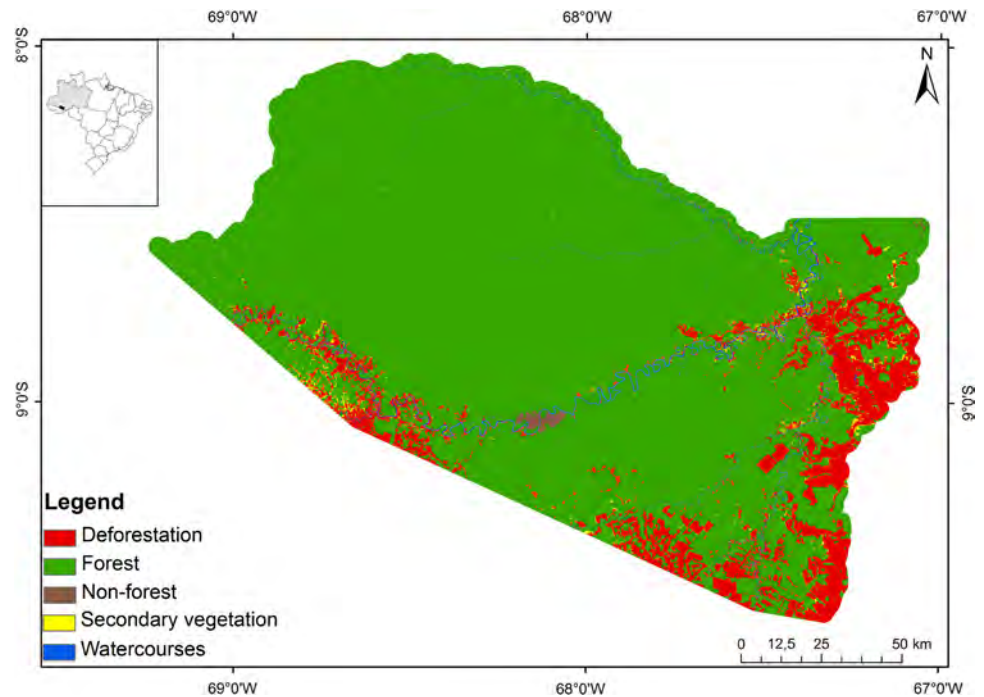 69°0'W 68°0'W 67°0'W
8°0'S
N
9°0'S 9°0'S
Legend
Deforestation
Forest
Non-forest
Secondary vegetation
Watercourses
0 12,5 25 50 km
69°0'W 68°0'W 67°0'W